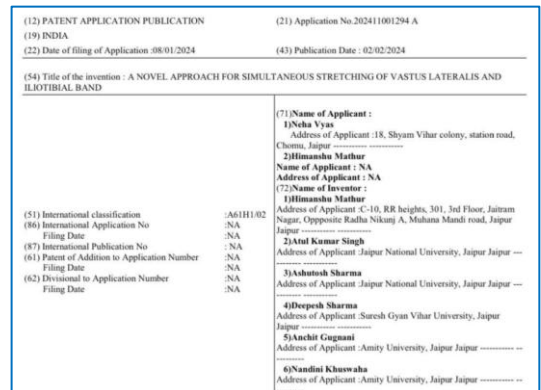 (12) PATENT APPLICATION PUBLICATION
(21) Application No.202411001294 A
(19) INDIA
(22) Date of filing of Application :08/01/2024
(43) Publication Date : 02/02/2024
(54) Title of the invention : A NOVEL APPROACH FOR SIMULTANEOUS STRETCHING OF VASTUS LATERALIS AND
ILIOTIBIAL BAND
(51) International classification :A61H1/02
(86) International Application No :NA
Filing Date :NA
(87) International Publication No : NA
(61) Patent of Addition to Application Number :NA
Filing Date :NA
(62) Divisional to Application Number :NA
Filing Date :NA
(71)Name of Applicant :
1)Neha Vyas
Address of Applicant :18, Shyam Vihar colony, station road,
Chomu, Jaipur ----------- -----------
2)Himanshu Mathur
Name of Applicant : NA
Address of Applicant : NA
(72)Name of Inventor :
1)Himanshu Mathur
Address of Applicant :C-10, RR heights, 301, 3rd Floor, Jaitram
Nagar, Oppposite Radha Nikunj A, Muhana Mandi road, Jaipur
Jaipur ----------- -----------
2)Atul Kumar Singh
Address of Applicant :Jaipur National University, Jaipur Jaipur ---
-------- -----------
3)Ashutosh Sharma
Address of Applicant :Jaipur National University, Jaipur Jaipur ---
-------- -----------
4)Deepesh Sharma
Address of Applicant :Suresh Gyan Vihar University, Jaipur
Jaipur ----------- -----------
5)Anchit Gugnani
Address of Applicant :Amity University, Jaipur Jaipur ----------- --
---------
6)Nandini Khuswaha
Address of Applicant :Amity University, Jaipur Jaipur ----------- --